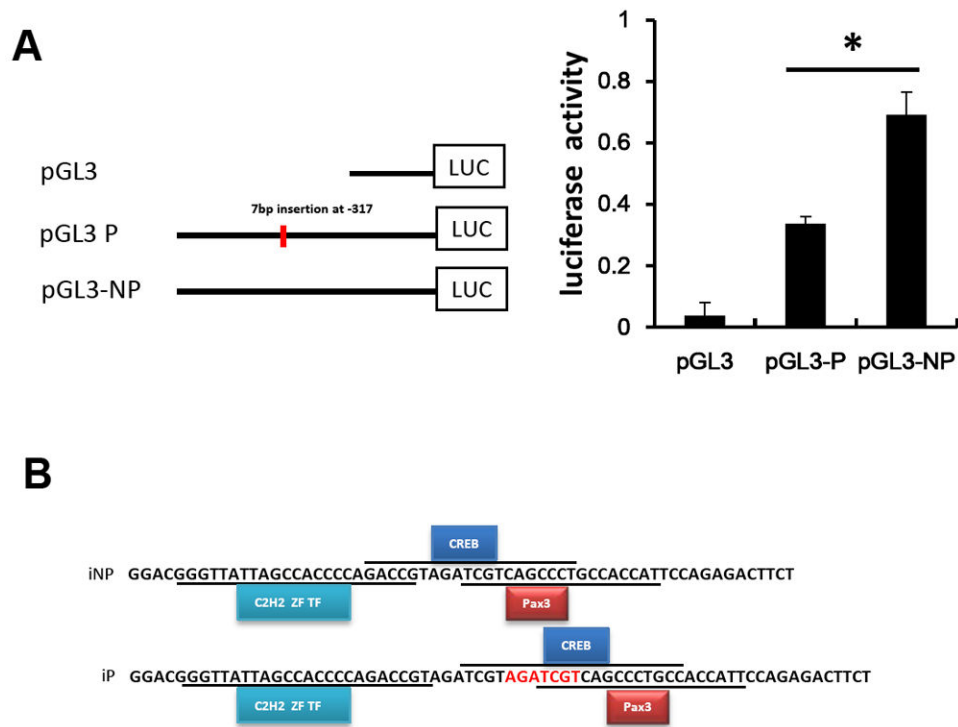 A
pGL3
LUC
7bp insertion at -317
pGL3 P
LUC
pGL3-NP
LUC
luciferase activity
1
0.8
0.6
0.4
0.2
0
*
pGL3
pGL3-P
pGL3-NP
B
CREB
iNP GGACGGGTTATTAGCCACCCCAGACCGTAGATCGTCAGCCCTGCCACCATTCCAGAGACTTCT
C2H2 ZF TF
Pax3
CREB
iP GGACGGGTTATTAGCCACCCCAGACCGTAGATCGTAGATCGTCAGCCCTGCCACCATTCCAGAGACTTCT
C2H2 ZF TF
Pax3